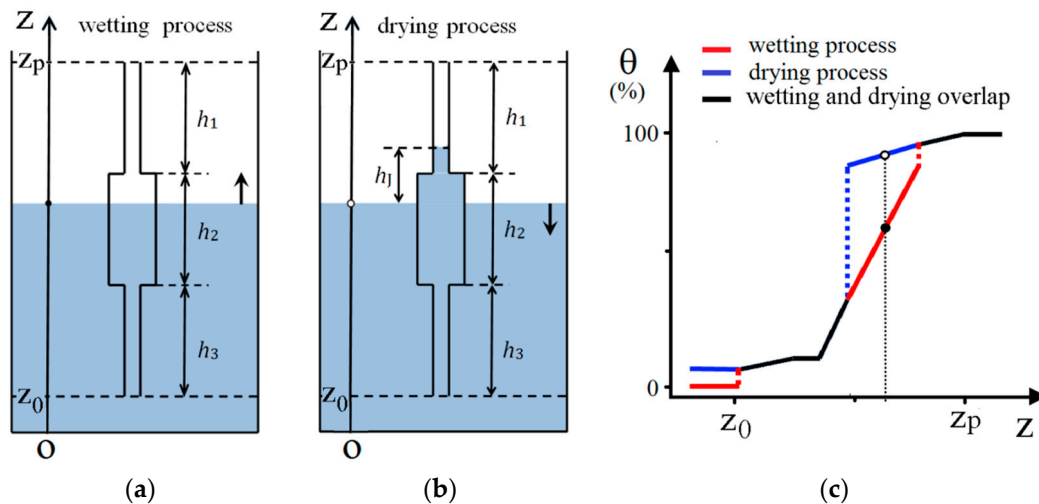 Z wetting process
Zp
h₁
h₂
h₃
Z₀
O
(a)
Z drying process
Zp
h₁
h_J
h₂
h₃
Z₀
O
(b)
wetting process
drying process
wetting and drying overlap
θ
(%)
100
0
z₀
zp
Z
(c)